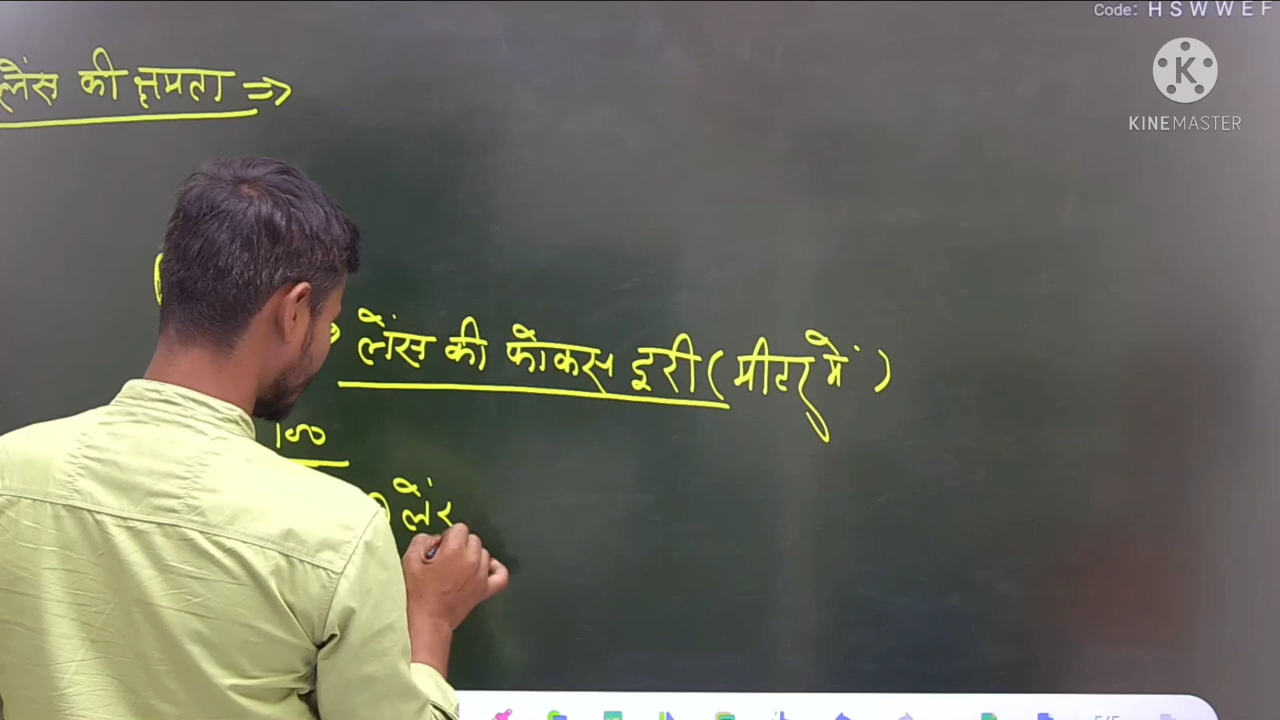 Code: H S W W E F
KINEMASTER
लेंस की क्षमता ⇒
लेंस की फोकस दूरी (मीटर में)
100
लें